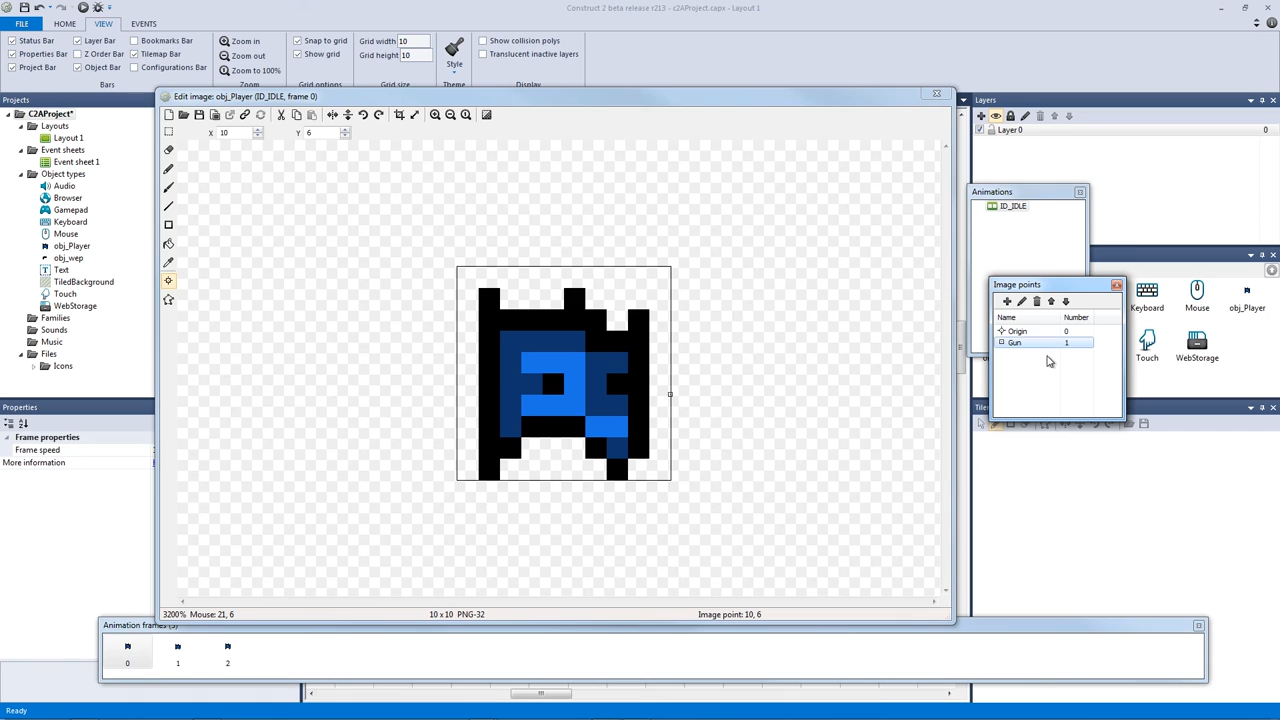 Construct 2 beta release r213 - c2AProject.capx - Layout 1
FILE HOME VIEW EVENTS
Status Bar Layer Bar Bookmarks Bar Zoom in Snap to grid Grid width 10 Show collision polys
Properties Bar Z Order Bar Tilemap Bar Zoom out Show grid Grid height 10 Translucent inactive layers
Project Bar Object Bar Configurations Bar Zoom to 100% Style
Bars Zoom Grid options Grid size Theme Display
Projects
C2AProject*
Layouts
Layout 1
Event sheets
Event sheet 1
Object types
Audio
Browser
Gamepad
Keyboard
Mouse
obj_Player
obj_wep
Text
TiledBackground
Touch
WebStorage
Families
Sounds
Music
Files
Icons
Properties
Frame properties
Frame speed
More information
Edit image: obj_Player (ID_IDLE, frame 0)
X 10 Y 6
3200% Mouse: 21, 6 10 x 10 PNG-32 Image point: 10, 6
Layers
Layer 0 0
Animations
ID_IDLE
Image points
Name Number
Origin 0
Gun 1
Keyboard Mouse obj_Player
Touch WebStorage
0 1 2
Ready